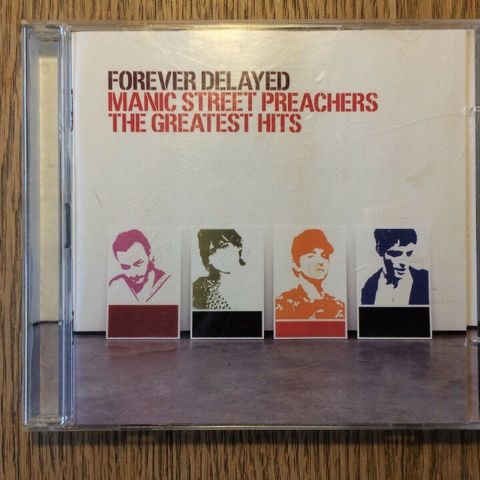 FOREVER DELAYED
MANIC STREET PREACHERS
THE GREATEST HITS